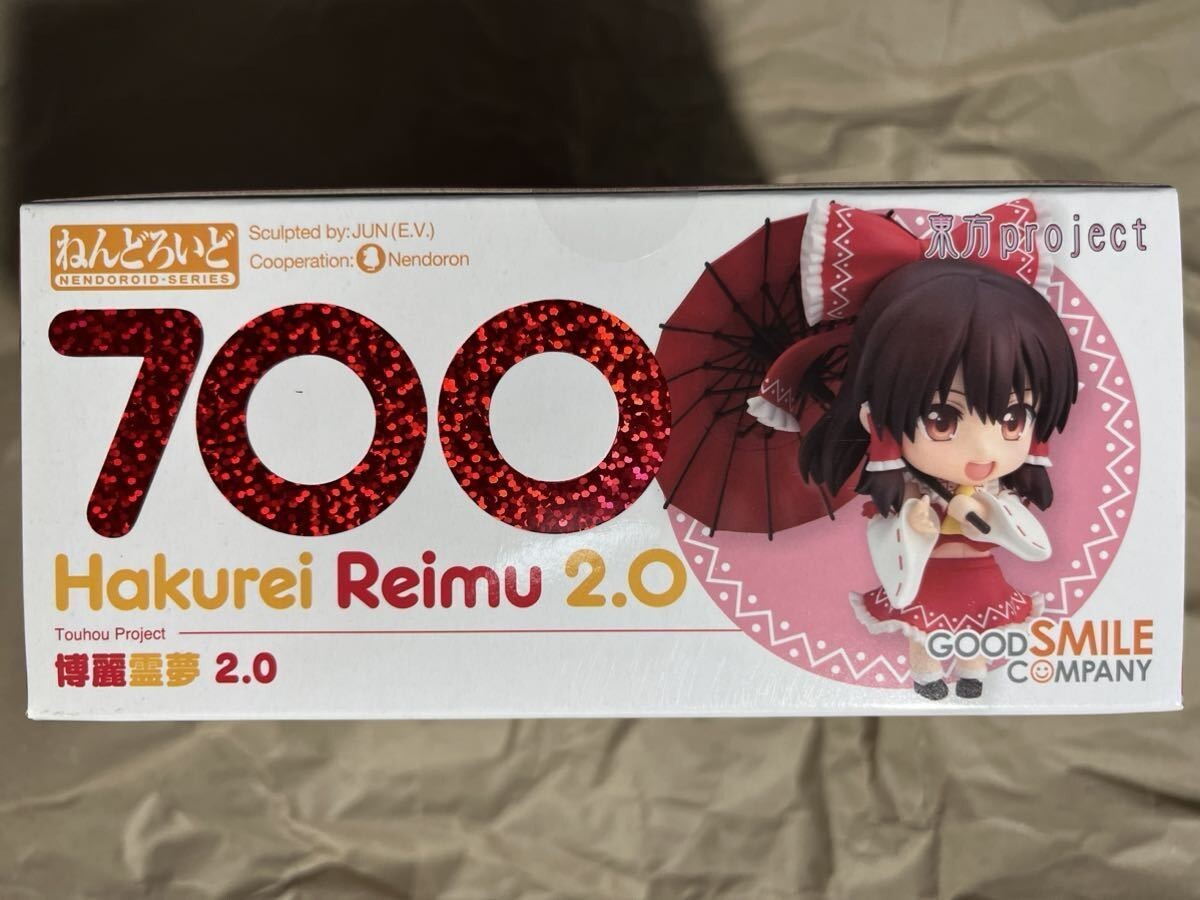 ねんどろいど
NENDOROID·SERIES
Sculpted by: JUN (E.V.)
Cooperation: Nendoron
東方project
700
Hakurei Reimu 2.0
Touhou Project
博麗霊夢 2.0
GOOD SMILE
COMPANY